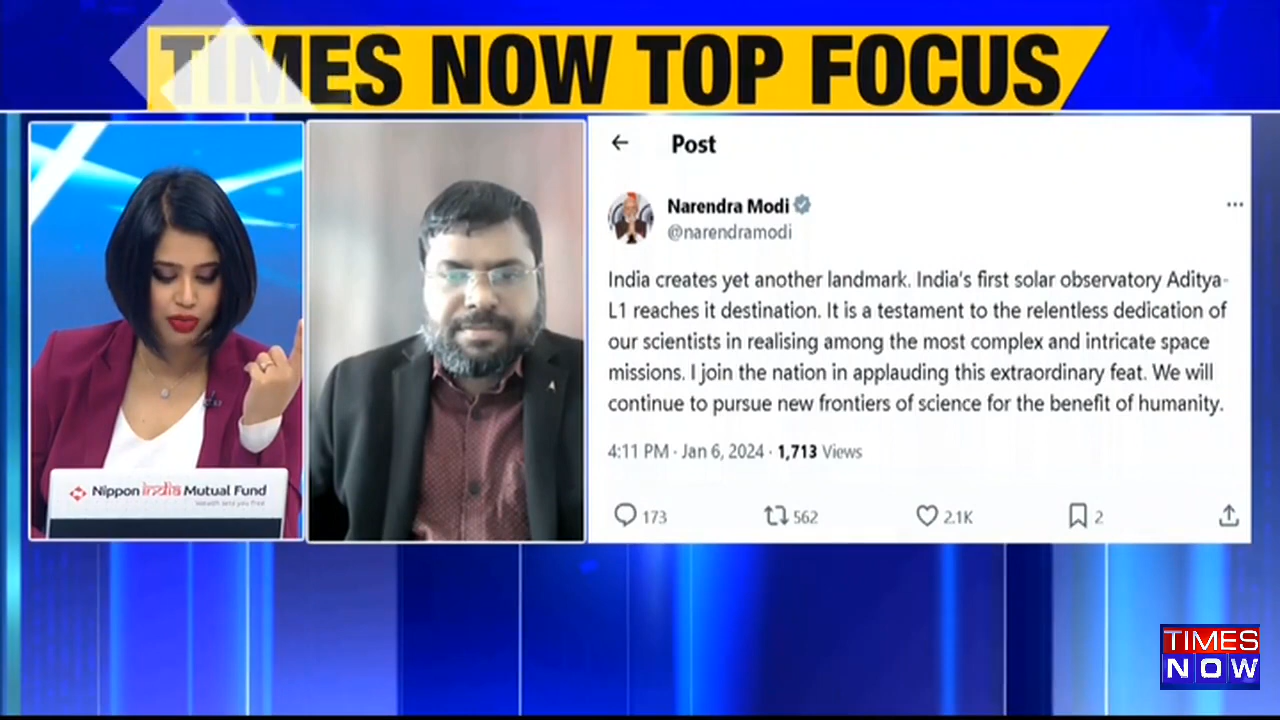 TIMES NOW TOP FOCUS
Post
Narendra Modi
@narendramodi
India creates yet another landmark. India's first solar observatory Aditya-
L1 reaches it destination. It is a testament to the relentless dedication of
our scientists in realising among the most complex and intricate space
missions. I join the nation in applauding this extraordinary feat. We will
continue to pursue new frontiers of science for the benefit of humanity.
4:11 PM · Jan 6, 2024 · 1,713 Views
173 562 2.1K 2
Nippon india Mutual Fund
TIMES
NOW